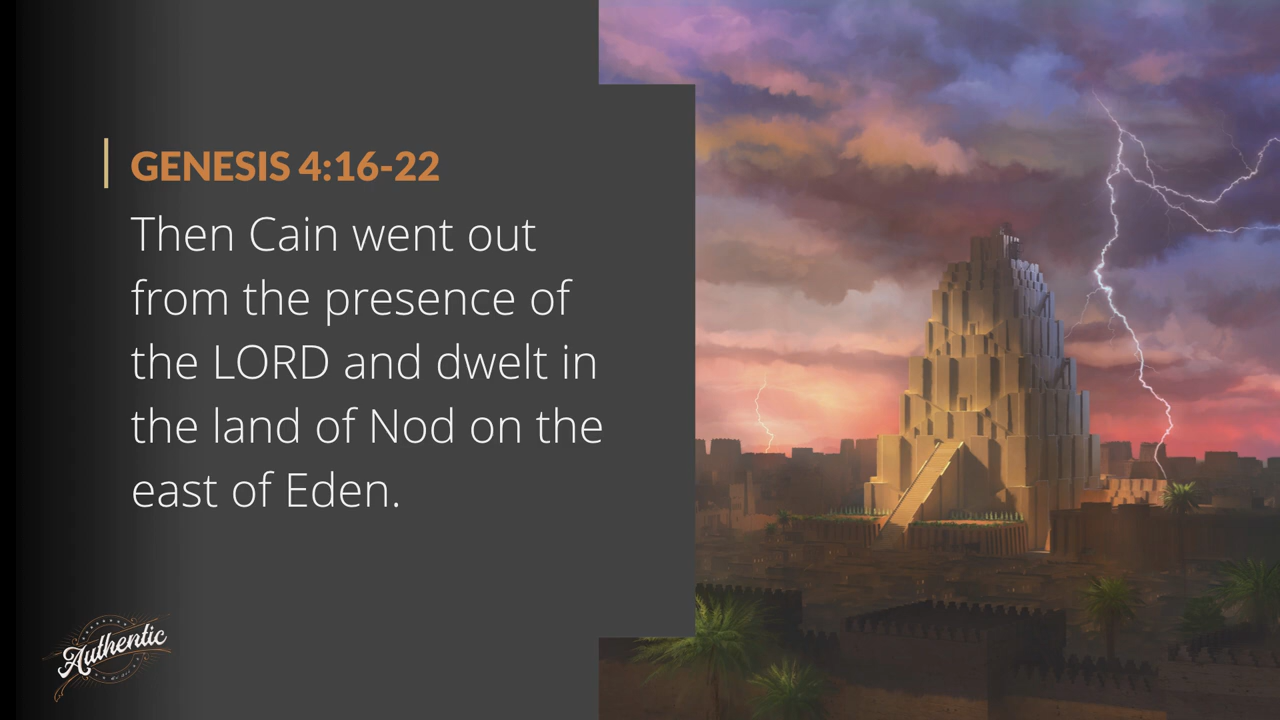 GENESIS 4:16-22
Then Cain went out
from the presence of
the LORD and dwelt in
the land of Nod on the
east of Eden.
Authentic